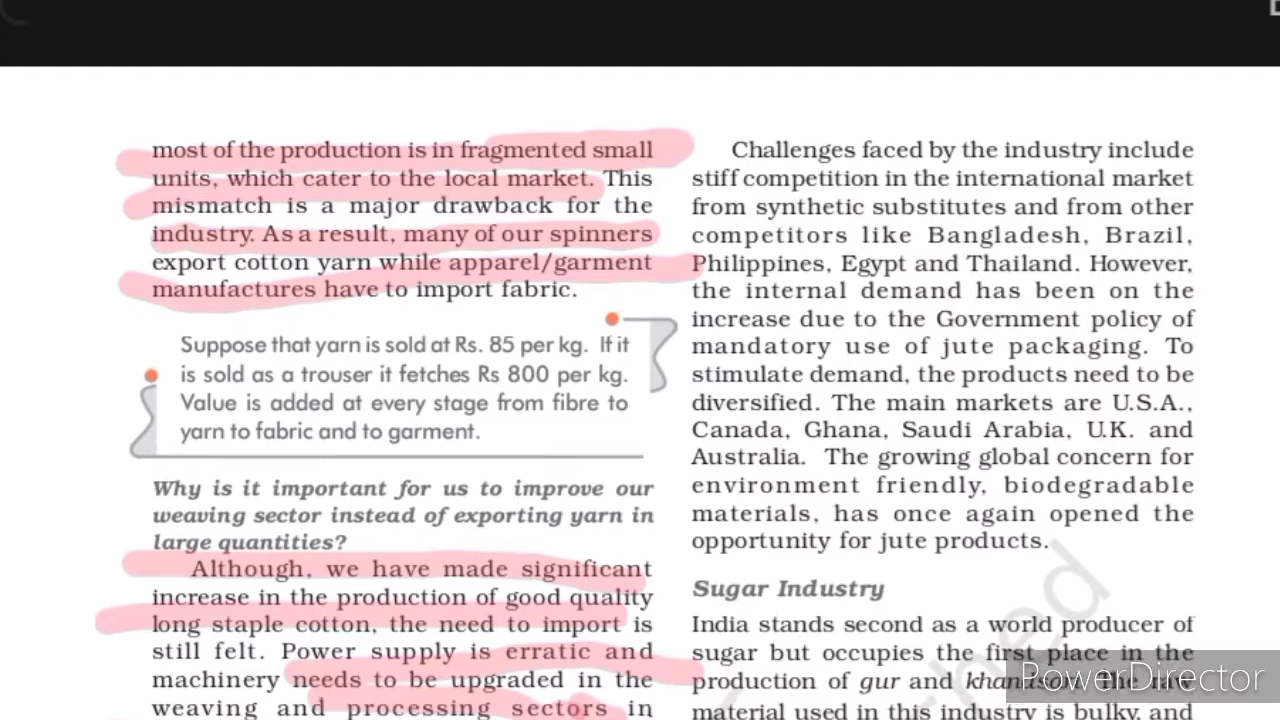 most of the production is in fragmented small
units, which cater to the local market. This
mismatch is a major drawback for the
industry. As a result, many of our spinners
export cotton yarn while apparel/garment
manufactures have to import fabric.
Suppose that yarn is sold at Rs. 85 per kg. If it
is sold as a trouser it fetches Rs 800 per kg.
Value is added at every stage from fibre to
yarn to fabric and to garment.
Why is it important for us to improve our
weaving sector instead of exporting yarn in
large quantities?
Although, we have made significant
increase in the production of good quality
long staple cotton, the need to import is
still felt. Power supply is erratic and
machinery needs to be upgraded in the
weaving and processing sectors in
Challenges faced by the industry include
stiff competition in the international market
from synthetic substitutes and from other
competitors like Bangladesh, Brazil,
Philippines, Egypt and Thailand. However,
the internal demand has been on the
increase due to the Government policy of
mandatory use of jute packaging. To
stimulate demand, the products need to be
diversified. The main markets are U.S.A.,
Canada, Ghana, Saudi Arabia, U.K. and
Australia. The growing global concern for
environment friendly, biodegradable
materials, has once again opened the
opportunity for jute products.
Sugar Industry
India stands second as a world producer of
sugar but occupies the first place in the
production of gur and khandsari. The raw
material used in this industry is bulky, and
PowerDirector